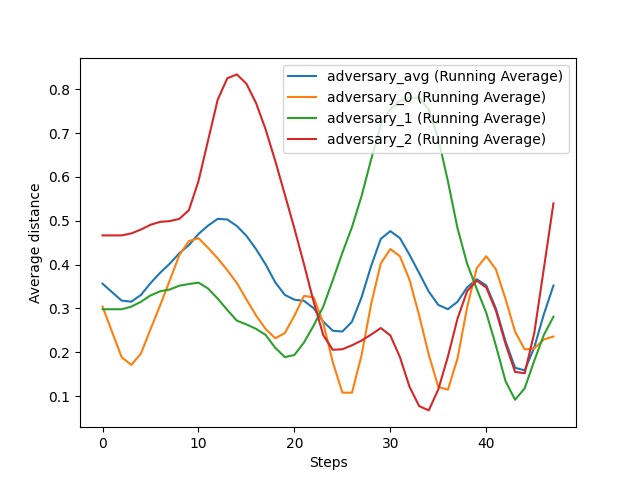 adversary_avg (Running Average)
adversary_0 (Running Average)
adversary_1 (Running Average)
adversary_2 (Running Average)
0.8
0.7
0.6
0.5
0.4
0.3
0.2
0.1
Average distance
0 10 20 30 40
Steps